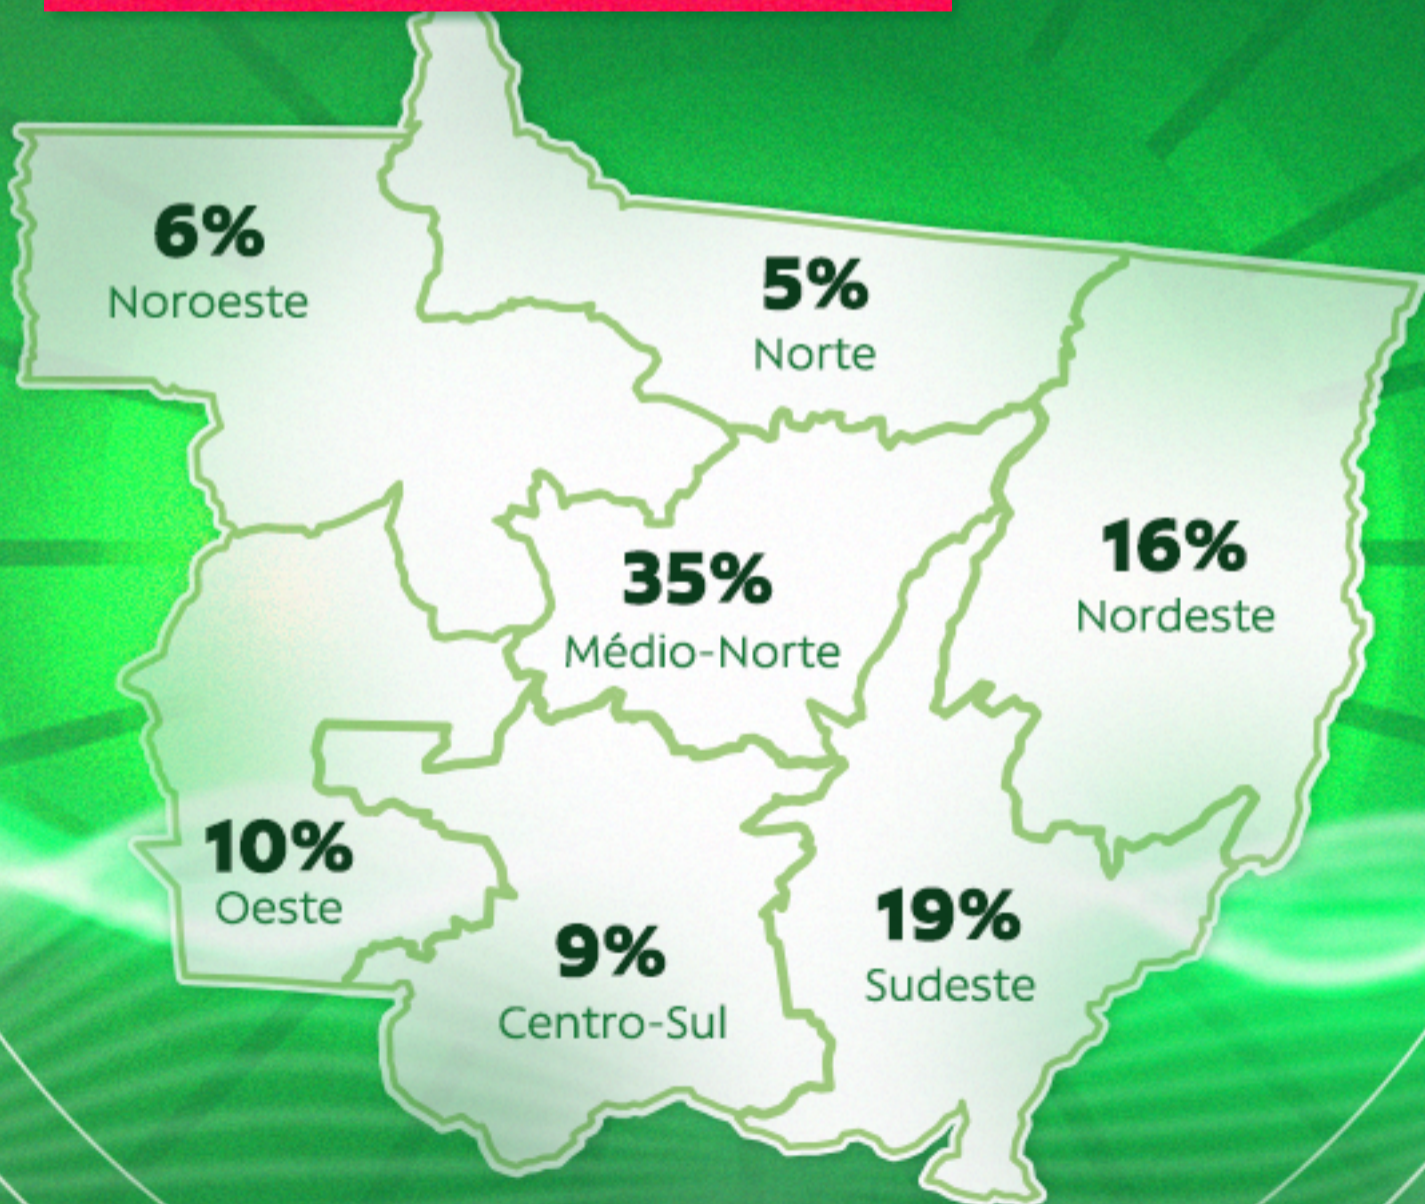 6%
Noroeste
5%
Norte
16%
Nordeste
35%
Médio-Norte
10%
Oeste
19%
Sudeste
9%
Centro-Sul